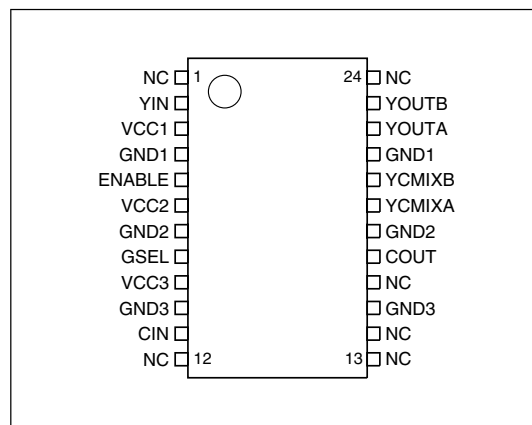 NC 1 24 NC
YIN YOUTB
VCC1 YOUTA
GND1 GND1
ENABLE YCMIXB
VCC2 YCMIXA
GND2 GND2
GSEL COUT
VCC3 NC
GND3 GND3
CIN NC
NC 12 13 NC